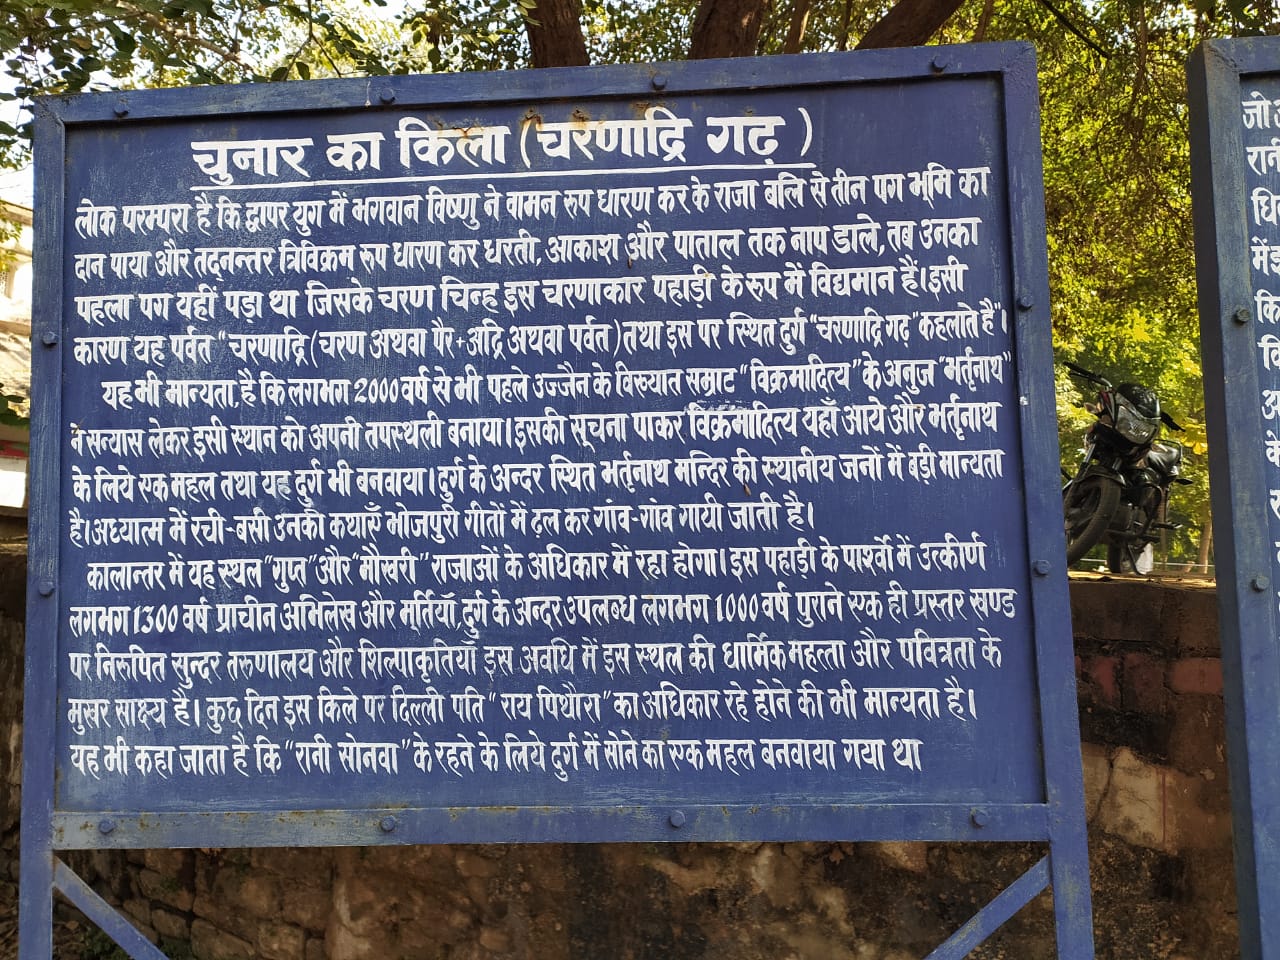 चुनार का किला (चरणाद्रि गढ़)
लोक परम्परा है कि द्वापर युग में भगवान विष्णु ने वामन रुप धारण कर के राजा बलि से तीन पग भूमि का
दान पाया और तद्नन्तर त्रिविक्रम रुप धारण कर धरती, आकाश और पाताल तक नाप डाले, तब उनका
पहला पग यहीं पड़ा था जिसके चरण चिन्ह इस चरणाकार पहाड़ी के रुप में विद्यमान हैं। इसी
कारण यह पर्वत "चरणाद्रि (चरण अथवा पैर + अद्रि अथवा पर्वत) तथा इस पर स्थित दुर्ग "चरणाद्रि गढ़" कहलाते हैं"।
यह भी मान्यता है कि लगभग 2000 वर्ष से भी पहले उज्जैन के विख्यात सम्राट "विक्रमादित्य" के अनुज "भर्तृनाथ"
ने सन्यास लेकर इसी स्थान को अपनी तपस्थली बनाया। इसकी सूचना पाकर विक्रमादित्य यहाँ आये और भर्तृनाथ
के लिये एक महल तथा यह दुर्ग भी बनवाया। दुर्ग के अन्दर स्थित भर्तृनाथ मन्दिर की स्थानीय जनों में बड़ी मान्यता
है। अध्यात्म में रची-बसी उनकी कथाएँ भोजपुरी गीतों में ढ़ल कर गांव-गांव गायी जाती है।
कालान्तर में यह स्थल "गुप्त" और "मौखरी" राजाओं के अधिकार में रहा होगा। इस पहाड़ी के पार्श्वो में उत्कीर्ण
लगभग 1300 वर्ष प्राचीन अभिलेख और मूर्तियाँ, दुर्ग के अन्दर उपलब्ध लगभग 1000 वर्ष पुराने एक ही प्रस्तर खण्ड
पर निरुपित सुन्दर तरुणालय और शिल्पाकृतियाँ इस अवधि में इस स्थल की धार्मिक महत्ता और पवित्रता के
मुखर साक्ष्य है। कुछ दिन इस किले पर दिल्ली पति "राय पिथौरा" का अधिकार रहे होने की भी मान्यता है।
यह भी कहा जाता है कि "रानी सोनवा" के रहने के लिये दुर्ग में सोने का एक महल बनवाया गया था
जो
रानी